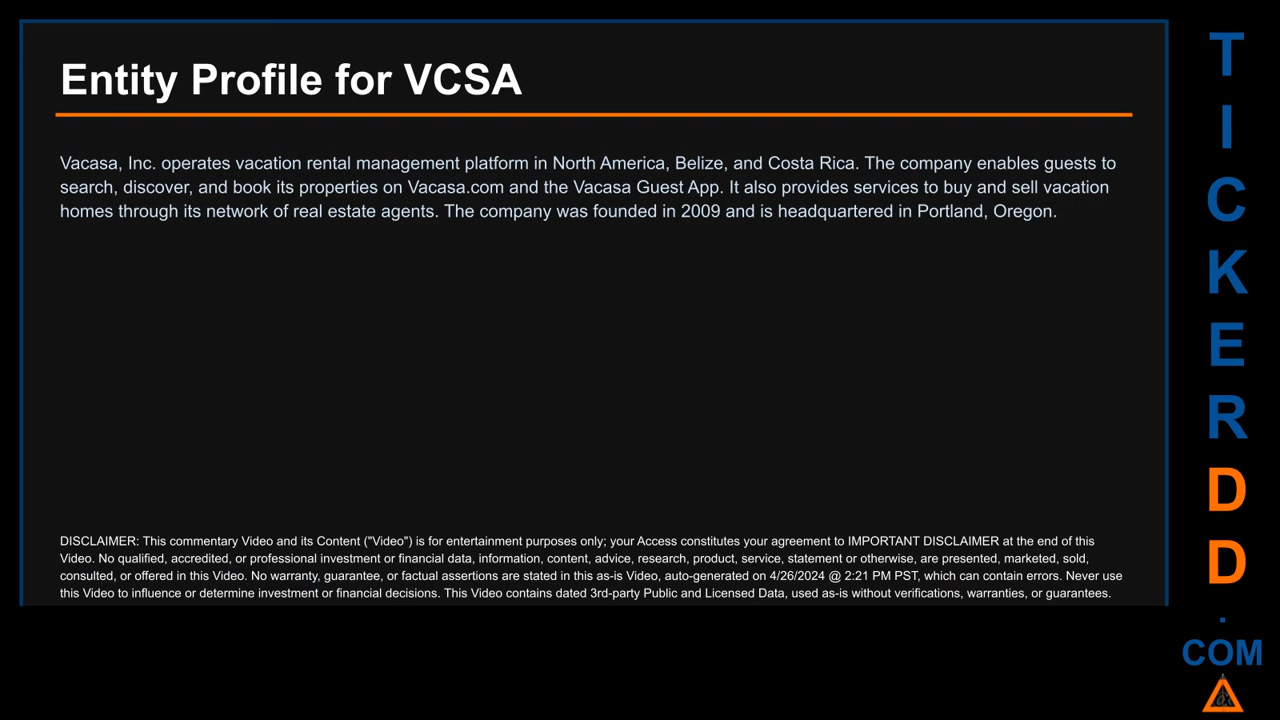 Entity Profile for VCSA
Vacasa, Inc. operates vacation rental management platform in North America, Belize, and Costa Rica. The company enables guests to
search, discover, and book its properties on Vacasa.com and the Vacasa Guest App. It also provides services to buy and sell vacation
homes through its network of real estate agents. The company was founded in 2009 and is headquartered in Portland, Oregon.
DISCLAIMER: This commentary Video and its Content ("Video") is for entertainment purposes only; your Access constitutes your agreement to IMPORTANT DISCLAIMER at the end of this
Video. No qualified, accredited, or professional investment or financial data, information, content, advice, research, product, service, statement or otherwise, are presented, marketed, sold,
consulted, or offered in this Video. No warranty, guarantee, or factual assertions are stated in this as-is Video, auto-generated on 4/26/2024 @ 2:21 PM PST, which can contain errors. Never use
this Video to influence or determine investment or financial decisions. This Video contains dated 3rd-party Public and Licensed Data, used as-is without verifications, warranties, or guarantees.
T
I
C
K
E
R
D
D
.
COM